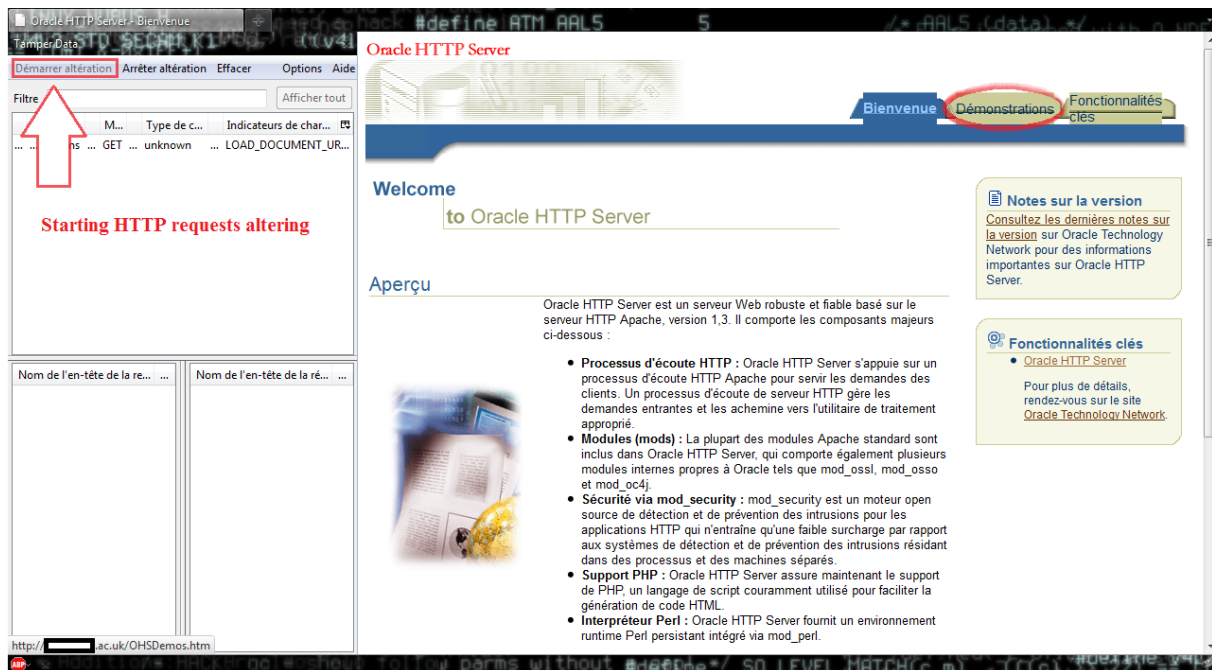 Oracle HTTP Server - Bienvenue
hack #define ATM_AAL5 5 /* AAL5 (data) */
Tamper Data
Démarrer altération Arrêter altération Effacer Options Aide
Filtre Afficher tout
M... Type de c... Indicateurs de char...
... ... ns ... GET ... unknown ... LOAD_DOCUMENT_UR...
Starting HTTP requests altering
Nom de l'en-tête de la re... ... Nom de l'en-tête de la ré... ...
http:// .ac.uk/OHSDemos.htm
ABP
Oracle HTTP Server
Bienvenue Démonstrations Fonctionnalités clés
Welcome
to Oracle HTTP Server
Aperçu
Oracle HTTP Server est un serveur Web robuste et fiable basé sur le
serveur HTTP Apache, version 1,3. Il comporte les composants majeurs
ci-dessous :
Processus d'écoute HTTP : Oracle HTTP Server s'appuie sur un
processus d'écoute HTTP Apache pour servir les demandes des
clients. Un processus d'écoute de serveur HTTP gère les
demandes entrantes et les achemine vers l'utilitaire de traitement
approprié.
Modules (mods) : La plupart des modules Apache standard sont
inclus dans Oracle HTTP Server, qui comporte également plusieurs
modules internes propres à Oracle tels que mod_ossl, mod_osso
et mod_oc4j.
Sécurité via mod_security : mod_security est un moteur open
source de détection et de prévention des intrusions pour les
applications HTTP qui n'entraîne qu'une faible surcharge par rapport
aux systèmes de détection et de prévention des intrusions résidant
dans des processus et des machines séparés.
Support PHP : Oracle HTTP Server assure maintenant le support
de PHP, un langage de script couramment utilisé pour faciliter la
génération de code HTML.
Interpréteur Perl : Oracle HTTP Server fournit un environnement
runtime Perl persistant intégré via mod_perl.
Notes sur la version
Consultez les dernières notes sur
la version sur Oracle Technology
Network pour des informations
importantes sur Oracle HTTP
Server.
Fonctionnalités clés
Oracle HTTP Server
Pour plus de détails,
rendez-vous sur le site
Oracle Technology Network.
follow parms without